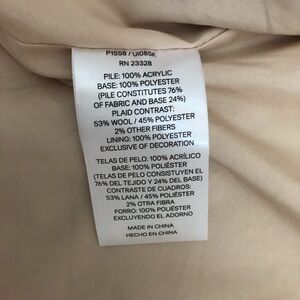 P1558 / U1085K
RN 23328
PILE: 100% ACRYLIC
BASE: 100% POLYESTER
(PILE CONSTITUTES 76%
OF FABRIC AND BASE 24%)
PLAID CONTRAST:
53% WOOL / 45% POLYESTER
2% OTHER FIBERS
LINING: 100% POLYESTER
EXCLUSIVE OF DECORATION
TELAS DE PELO: 100% ACRÍLICO
BASE: 100% POLIÉSTER
(TELAS DE PELO CONSISTUYEN EL
76% DEL TEJIDO Y 24% DEL BASE)
CONTRASTE DE CUADROS:
53% LANA / 45% POLIÉSTER
2% OTRA FIBRA
FORRO: 100% POLIÉSTER
EXCLUYENDO EL ADORNO
MADE IN CHINA
HECHO EN CHINA